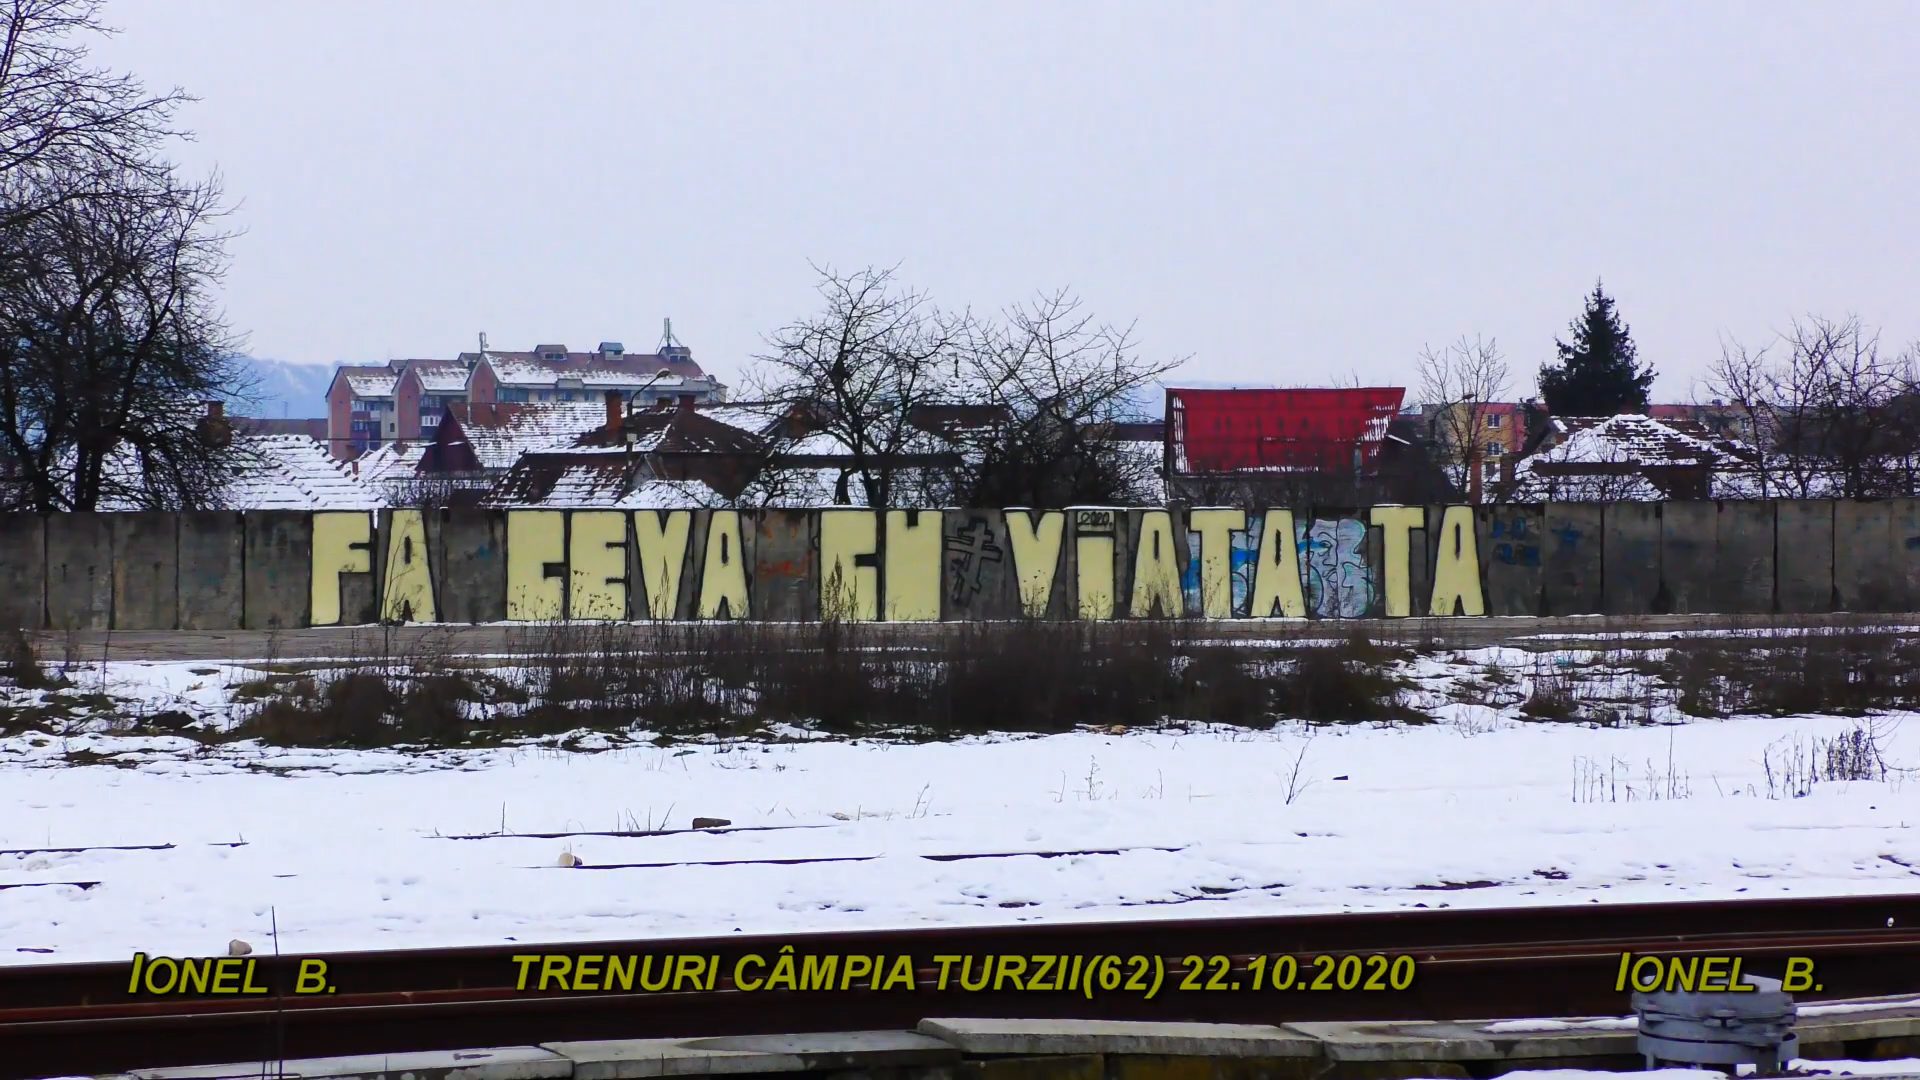 FA CEVA CU ViATA TA
2020
IONEL B. TRENURI CÂMPIA TURZII(62) 22.10.2020 IONEL B.